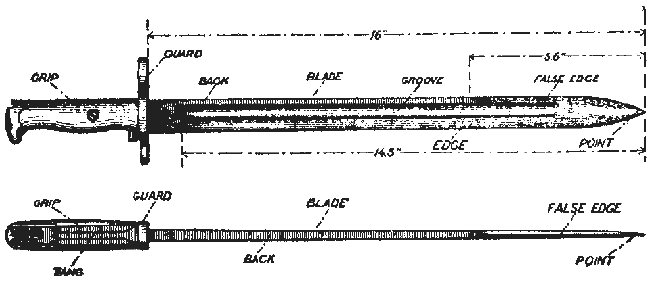 16"
GUARD
5.6"
GRIP
BACK
BLADE
GROOVE
FALSE EDGE
14.5"
EDGE
POINT
GRIP
GUARD
BLADE
FALSE EDGE
BACK
POINT
TANG